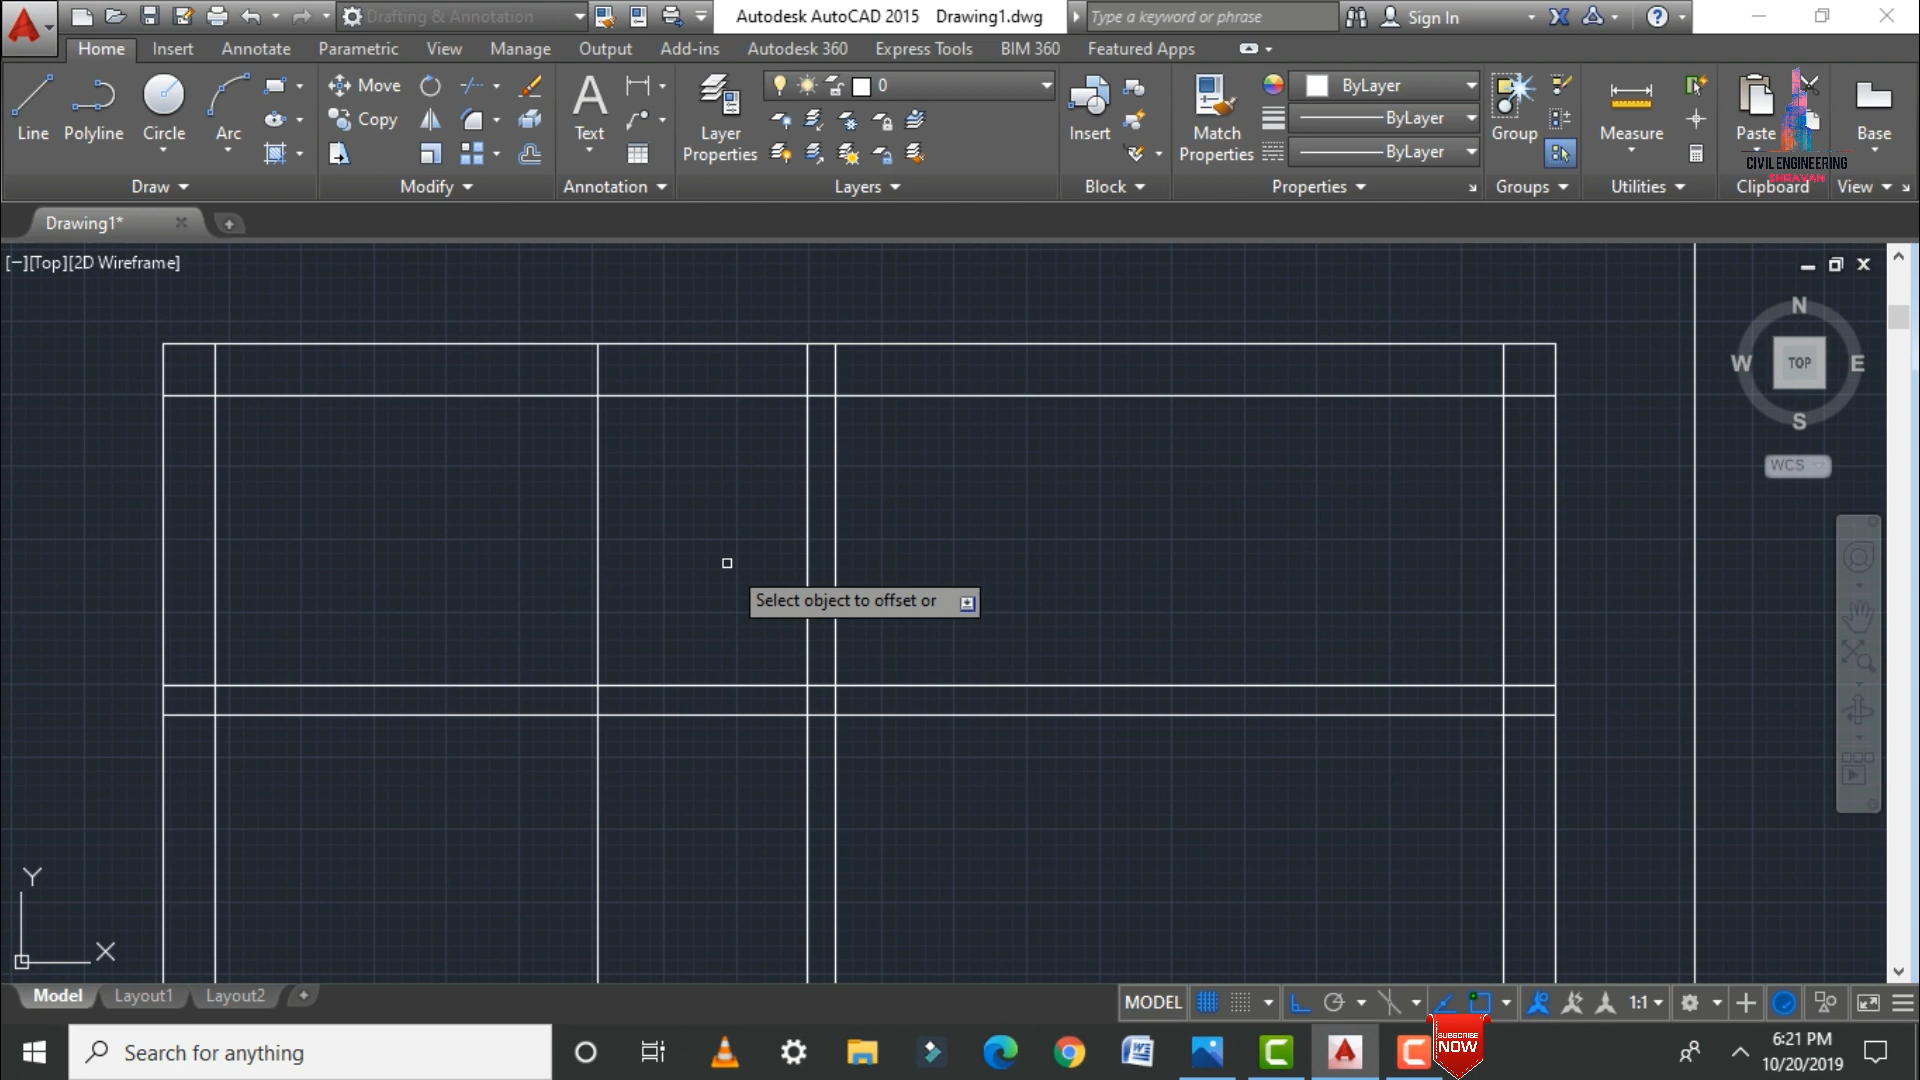 Drafting & Annotation
Autodesk AutoCAD 2015 Drawing1.dwg
Type a keyword or phrase
Sign In
Home Insert Annotate Parametric View Manage Output Add-ins Autodesk 360 Express Tools BIM 360 Featured Apps
Line Polyline Circle Arc
Move
Copy
Text
Layer Properties
0
Insert
Match Properties
ByLayer
ByLayer
ByLayer
Group
Measure
Paste
Base
CIVIL ENGINEERING
SHRAVAN
Draw Modify Annotation Layers Block Properties Groups Utilities Clipboard View
Drawing1*
[−][Top][2D Wireframe]
N
W TOP E
S
WCS
Select object to offset or
Y
X
Model Layout1 Layout2
MODEL 1:1
SUBSCRIBE
NOW
Search for anything
6:21 PM
10/20/2019